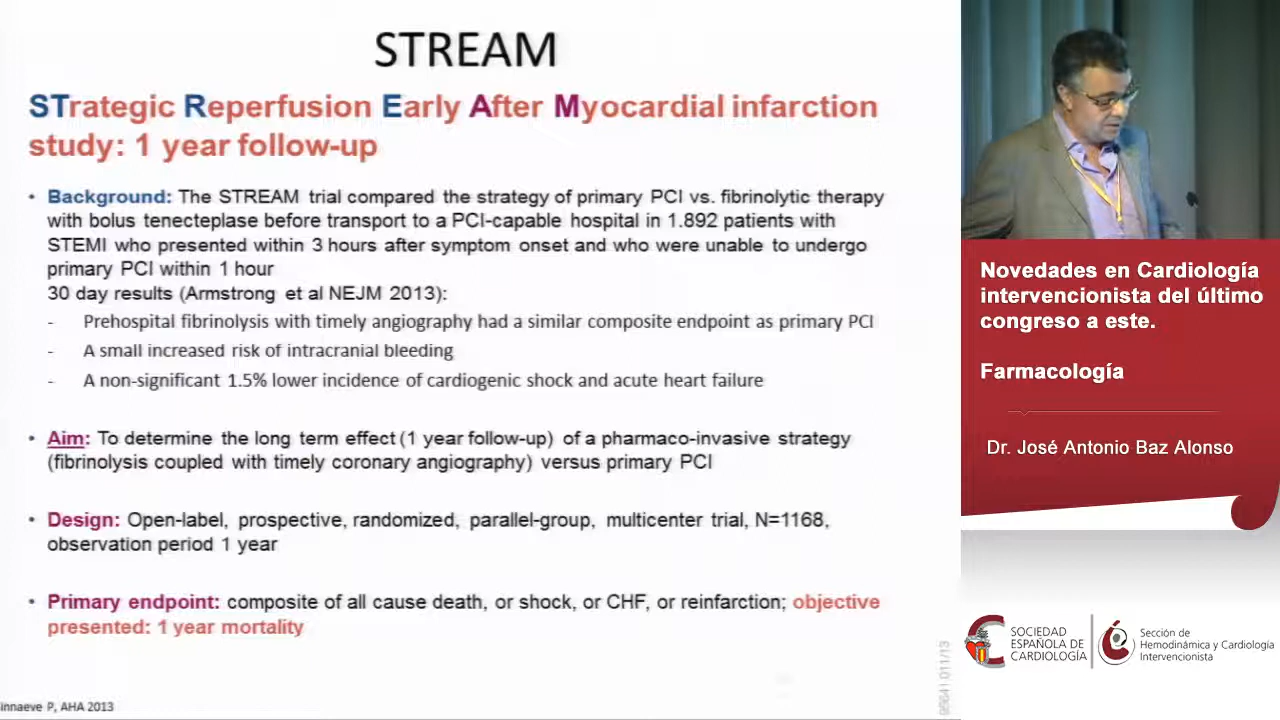 STREAM
STrategic Reperfusion Early After Myocardial infarction
study: 1 year follow-up
• Background: The STREAM trial compared the strategy of primary PCI vs. fibrinolytic therapy
with bolus tenecteplase before transport to a PCI-capable hospital in 1.892 patients with
STEMI who presented within 3 hours after symptom onset and who were unable to undergo
primary PCI within 1 hour
30 day results (Armstrong et al NEJM 2013):
- Prehospital fibrinolysis with timely angiography had a similar composite endpoint as primary PCI
- A small increased risk of intracranial bleeding
- A non-significant 1.5% lower incidence of cardiogenic shock and acute heart failure
• Aim: To determine the long term effect (1 year follow-up) of a pharmaco-invasive strategy
(fibrinolysis coupled with timely coronary angiography) versus primary PCI
• Design: Open-label, prospective, randomized, parallel-group, multicenter trial, N=1168,
observation period 1 year
• Primary endpoint: composite of all cause death, or shock, or CHF, or reinfarction; objective
presented: 1 year mortality
innaeve P, AHA 2013
Novedades en Cardiología
intervencionista del último
congreso a este.
Farmacología
Dr. José Antonio Baz Alonso
SOCIEDAD
ESPAÑOLA DE
CARDIOLOGÍA
Sección de
Hemodinámica y Cardiología
Intervencionista